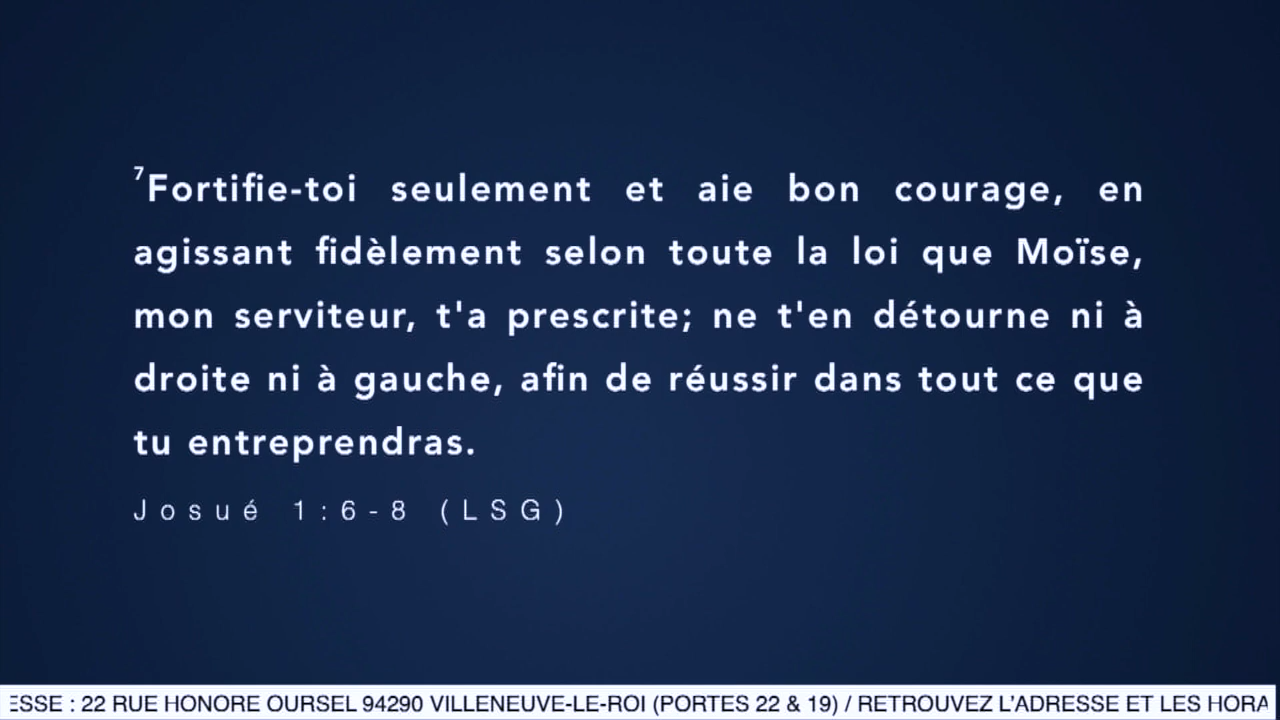 ⁷Fortifie-toi seulement et aie bon courage, en
agissant fidèlement selon toute la loi que Moïse,
mon serviteur, t'a prescrite; ne t'en détourne ni à
droite ni à gauche, afin de réussir dans tout ce que
tu entreprendras.
Josué 1:6-8 (LSG)
ESSE : 22 RUE HONORE OURSEL 94290 VILLENEUVE-LE-ROI (PORTES 22 & 19) / RETROUVEZ L’ADRESSE ET LES HORA